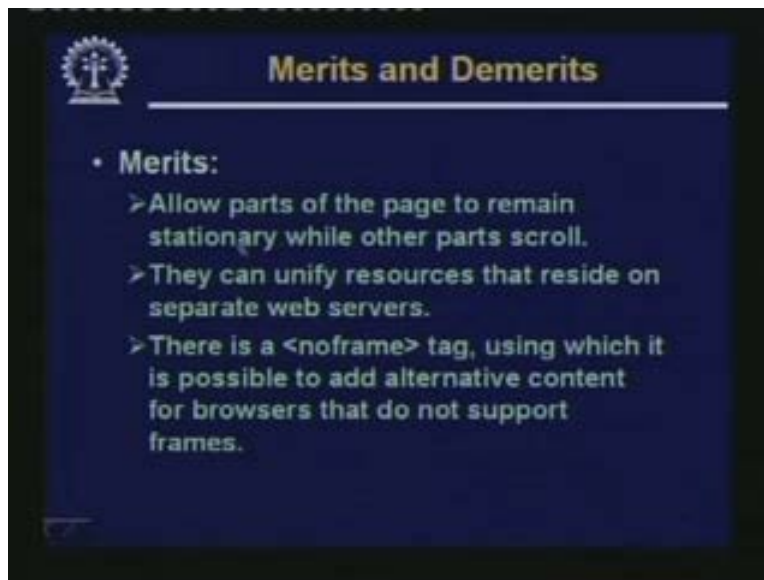 Merits and Demerits
• Merits:
➢Allow parts of the page to remain
stationary while other parts scroll.
➢They can unify resources that reside on
separate web servers.
➢There is a <noframe> tag, using which it
is possible to add alternative content
for browsers that do not support
frames.